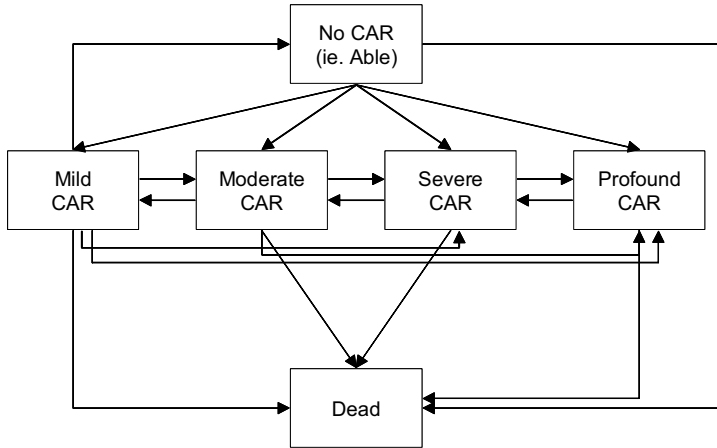 No CAR
(ie. Able)
Mild
CAR
Moderate
CAR
Severe
CAR
Profound
CAR
Dead